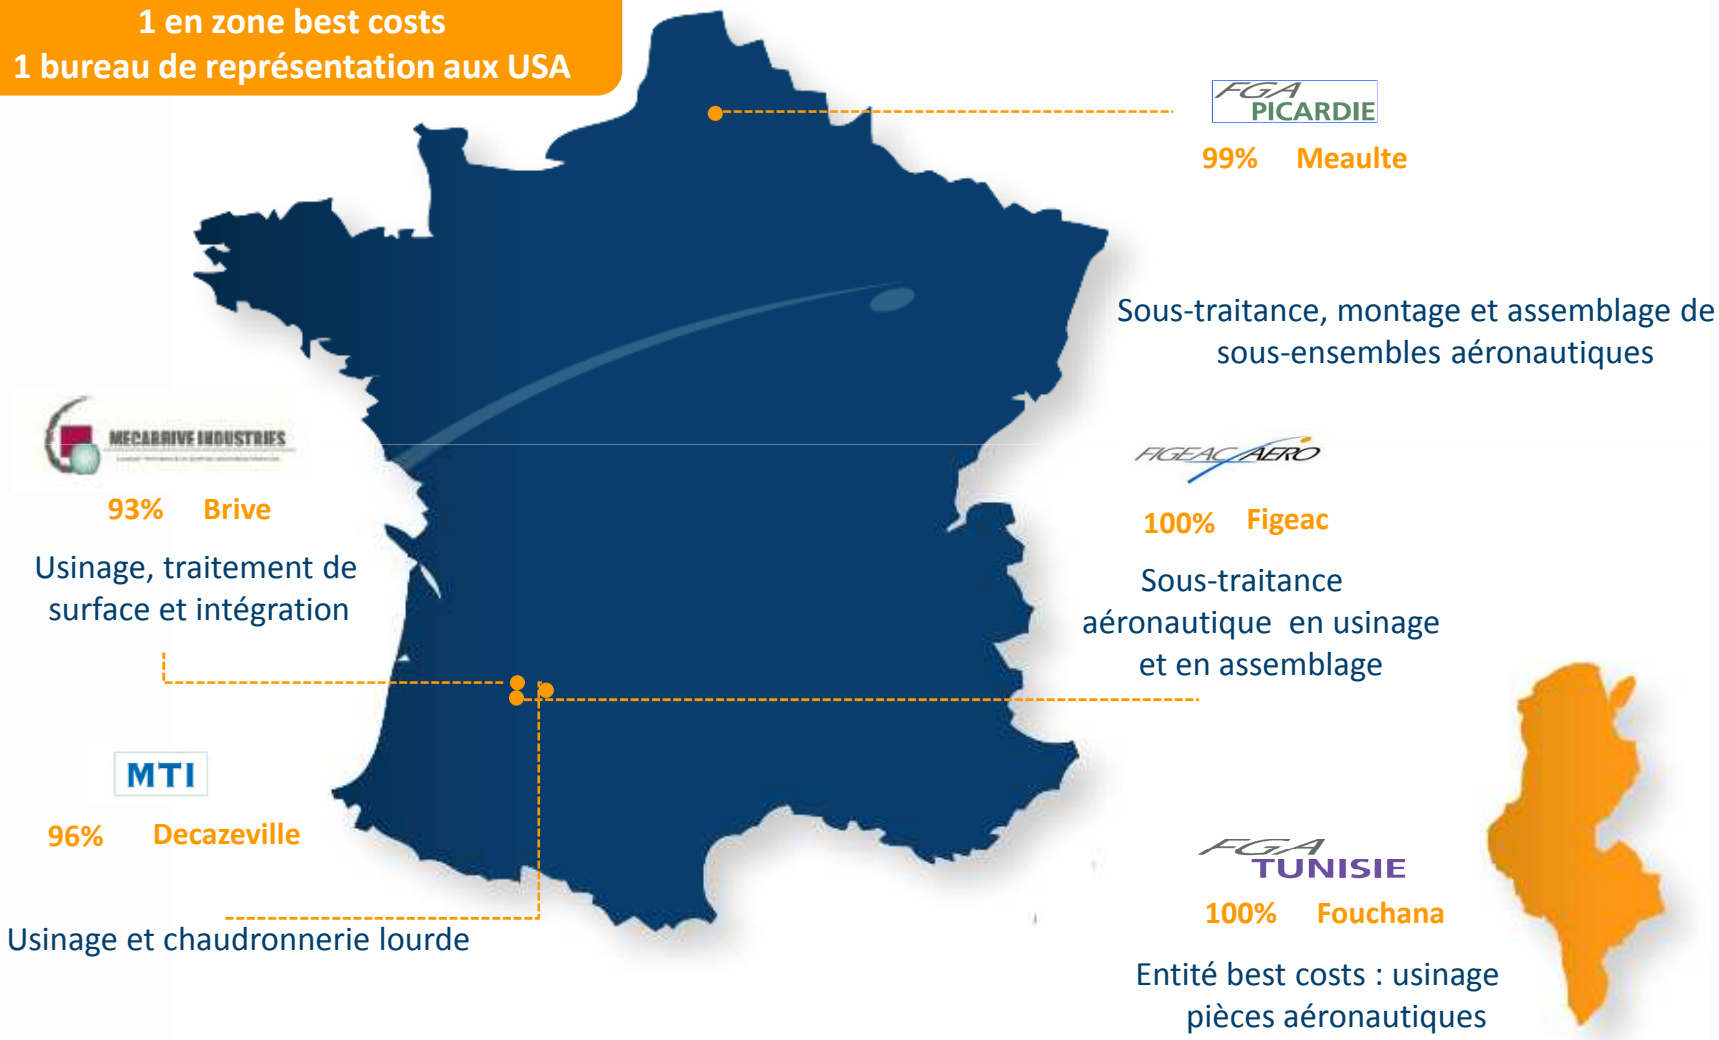 1 en zone best costs
1 bureau de représentation aux USA
FGA
PICARDIE
99% Meaulte
Sous-traitance, montage et assemblage de
sous-ensembles aéronautiques
MECABRIVE INDUSTRIES
93% Brive
Usinage, traitement de
surface et intégration
FIGEAC AERO
100% Figeac
Sous-traitance
aéronautique en usinage
et en assemblage
MTI
96% Decazeville
Usinage et chaudronnerie lourde
FGA
TUNISIE
100% Fouchana
Entité best costs : usinage
pièces aéronautiques